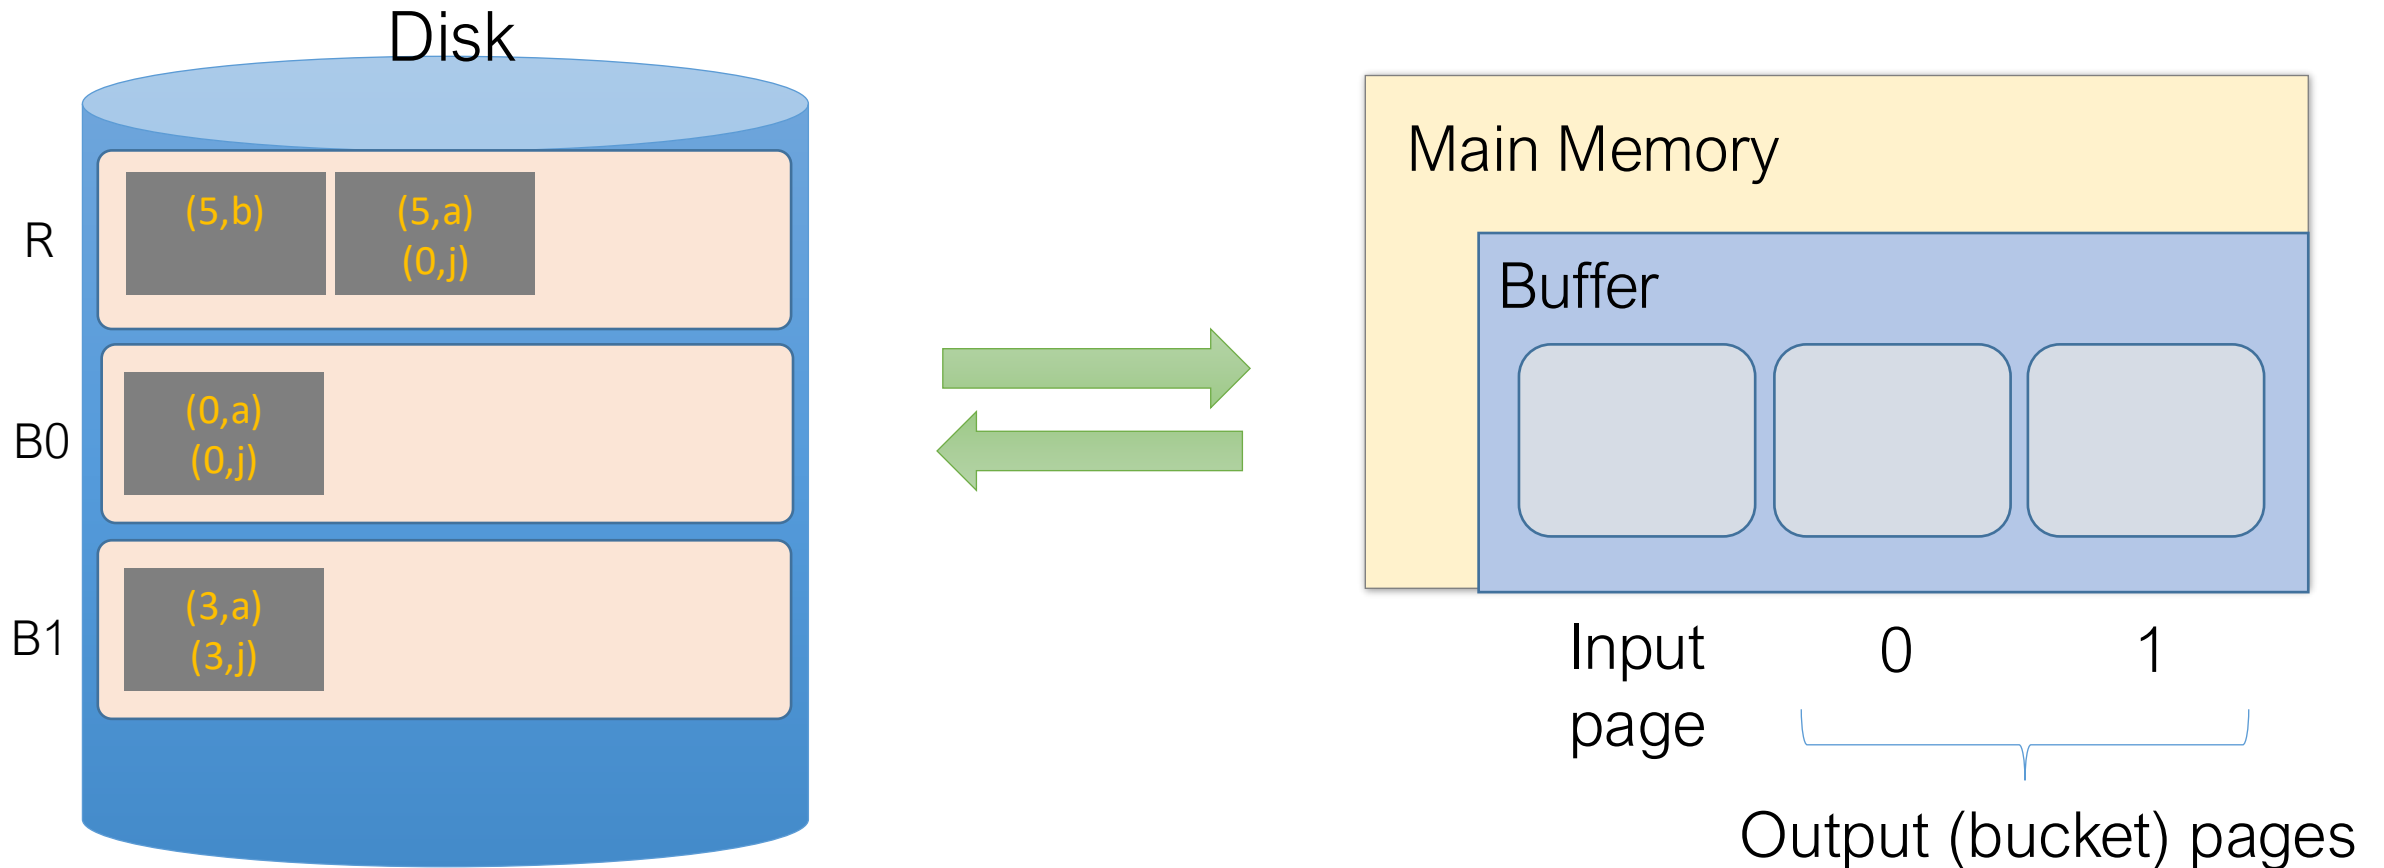 Disk
R
(5,b)
(5,a)
(0,j)
B0
(0,a)
(0,j)
B1
(3,a)
(3,j)
Main Memory
Buffer
Input
page
0
1
Output (bucket) pages